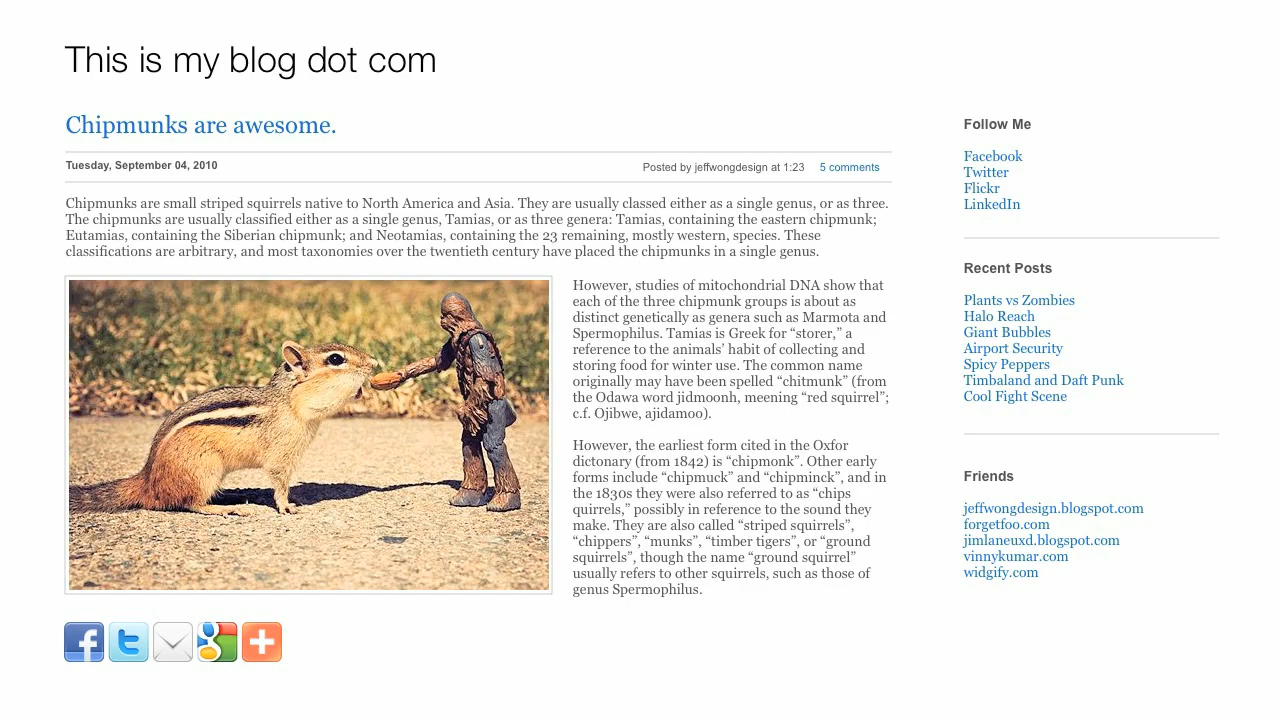 This is my blog dot com
Chipmunks are awesome.
Tuesday, September 04, 2010
Posted by jeffwongdesign at 1:23 5 comments
Chipmunks are small striped squirrels native to North America and Asia. They are usually classed either as a single genus, or as three.
The chipmunks are usually classified either as a single genus, Tamias, or as three genera: Tamias, containing the eastern chipmunk;
Eutamias, containing the Siberian chipmunk; and Neotamias, containing the 23 remaining, mostly western, species. These
classifications are arbitrary, and most taxonomies over the twentieth century have placed the chipmunks in a single genus.
However, studies of mitochondrial DNA show that
each of the three chipmunk groups is about as
distinct genetically as genera such as Marmota and
Spermophilus. Tamias is Greek for “storer,” a
reference to the animals’ habit of collecting and
storing food for winter use. The common name
originally may have been spelled “chitmunk” (from
the Odawa word jidmoonh, meening “red squirrel”;
c.f. Ojibwe, ajidamoo).
However, the earliest form cited in the Oxfor
dictonary (from 1842) is “chipmonk”. Other early
forms include “chipmuck” and “chipminck”, and in
the 1830s they were also referred to as “chips
quirrels,” possibly in reference to the sound they
make. They are also called “striped squirrels”,
“chippers”, “munks”, “timber tigers”, or “ground
squirrels”, though the name “ground squirrel”
usually refers to other squirrels, such as those of
genus Spermophilus.
Follow Me
Facebook
Twitter
Flickr
LinkedIn
Recent Posts
Plants vs Zombies
Halo Reach
Giant Bubbles
Airport Security
Spicy Peppers
Timbaland and Daft Punk
Cool Fight Scene
Friends
jeffwongdesign.blogspot.com
forgetfoo.com
jimlaneuxd.blogspot.com
vinnykumar.com
widgify.com